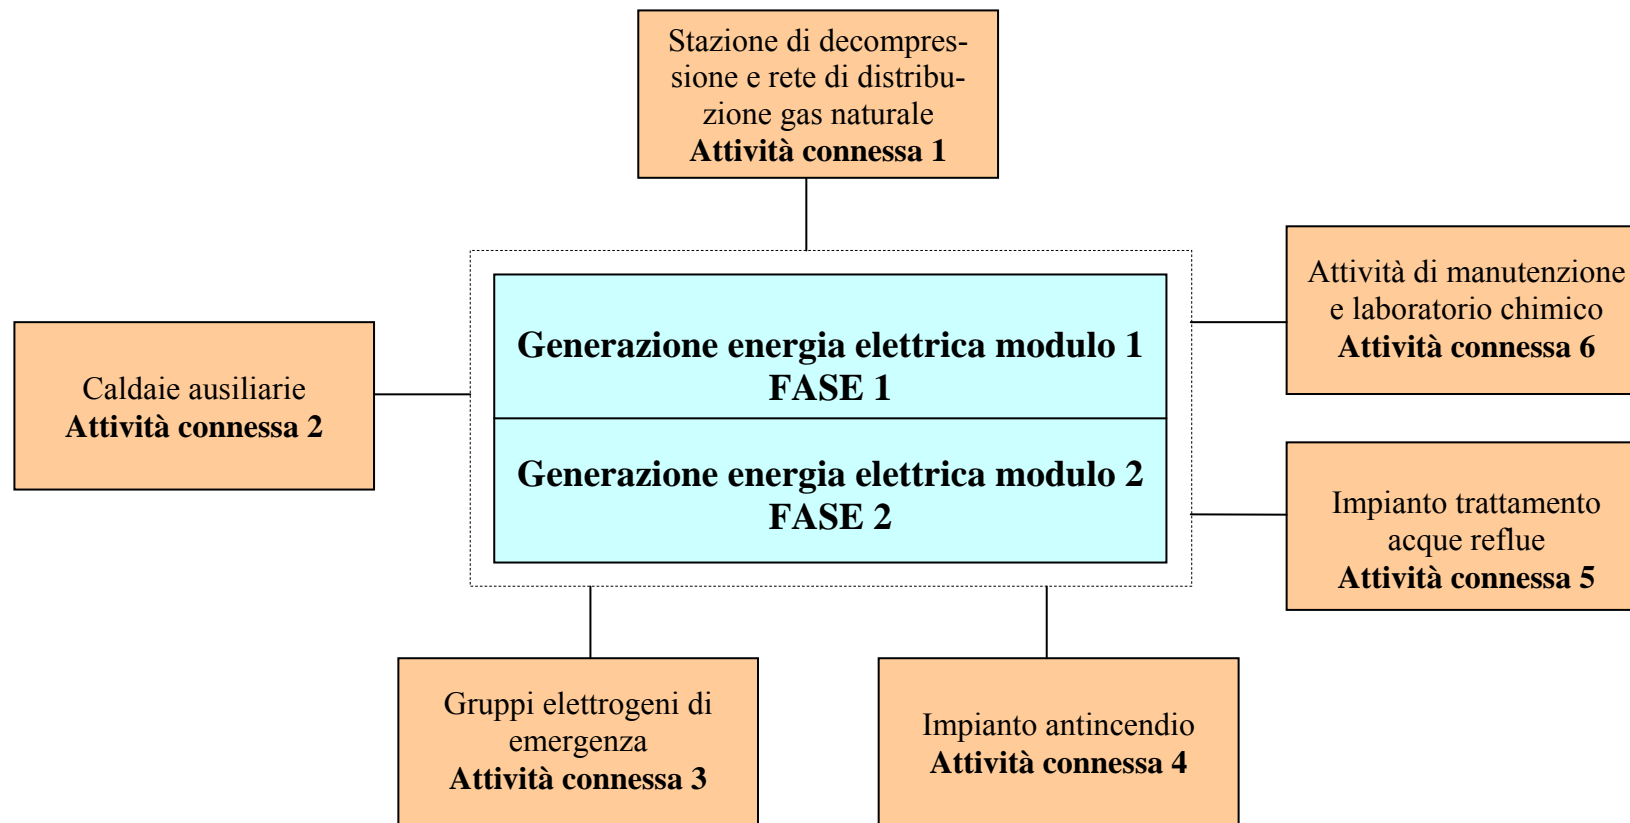 Stazione di decompres-
sione e rete di distribu-
zione gas naturale
Attività connessa 1
Attività di manutenzione
e laboratorio chimico
Attività connessa 6
Generazione energia elettrica modulo 1
FASE 1
Caldaie ausiliarie
Attività connessa 2
Generazione energia elettrica modulo 2
FASE 2
Impianto trattamento
acque reflue
Attività connessa 5
Gruppi elettrogeni di
emergenza
Attività connessa 3
Impianto antincendio
Attività connessa 4